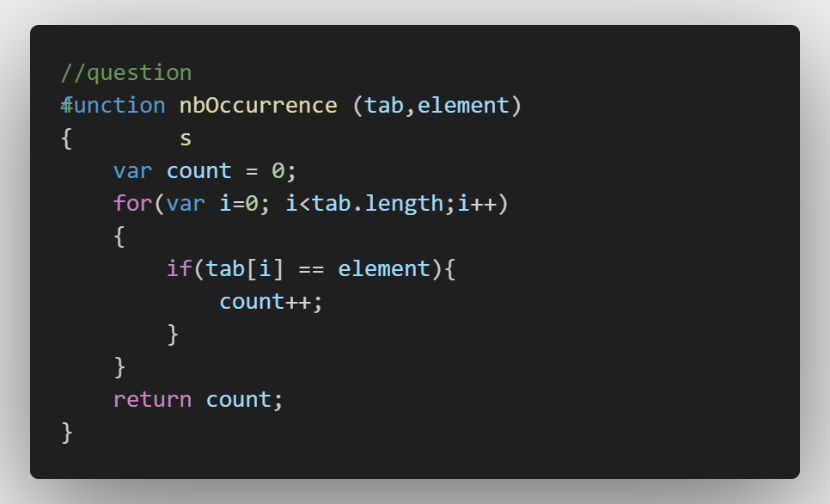 //question
function nbOccurrence (tab,element)
{ s
var count = 0;
for(var i=0; i<tab.length;i++)
{
if(tab[i] == element){
count++;
}
}
return count;
}